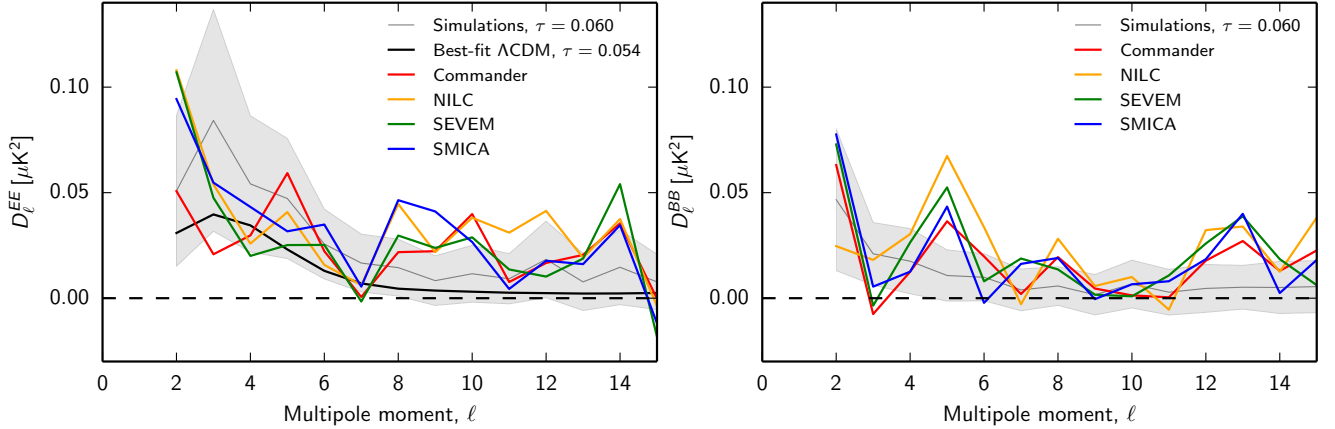 Simulations, τ = 0.060
Best-fit ΛCDM, τ = 0.054
Commander
NILC
SEVEM
SMICA
D_ℓ^{EE} [μK²]
0.10
0.05
0.00
0 2 4 6 8 10 12 14
Multipole moment, ℓ
Simulations, τ = 0.060
Commander
NILC
SEVEM
SMICA
D_ℓ^{BB} [μK²]
0.10
0.05
0.00
0 2 4 6 8 10 12 14
Multipole moment, ℓ